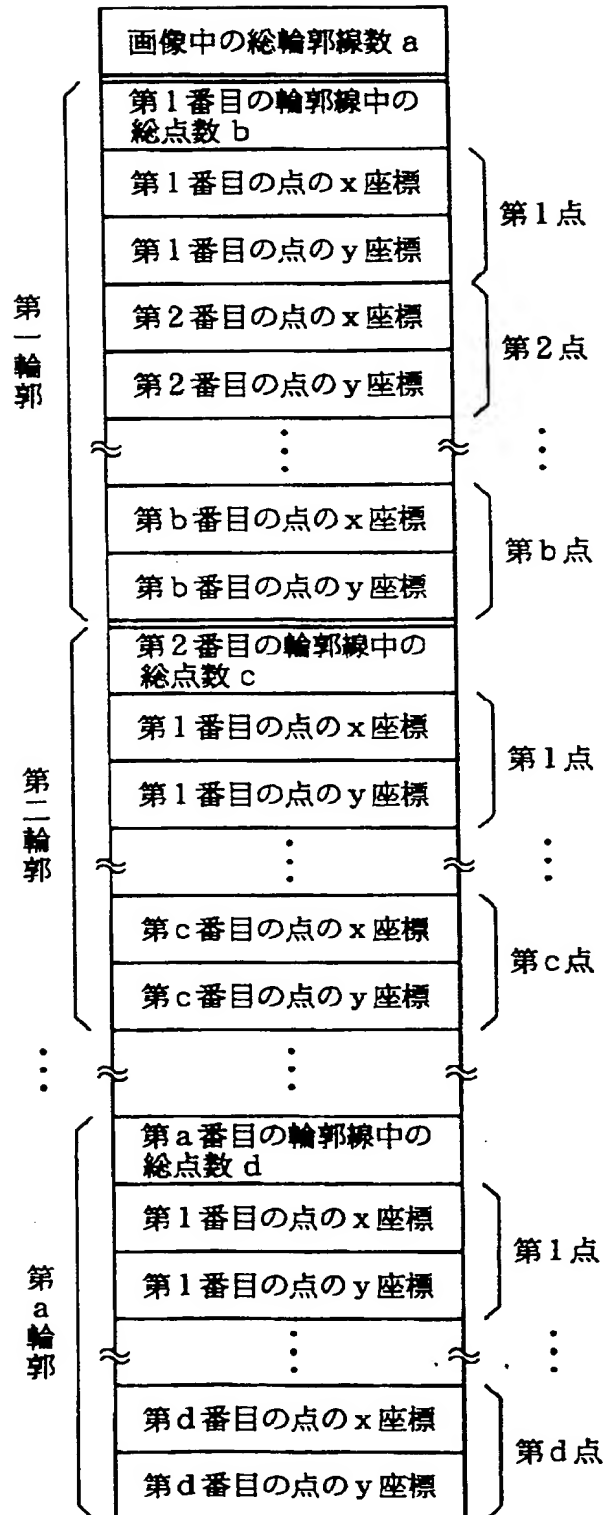 画像中の総輪郭線数 a
第1番目の輪郭線中の
総点数 b
第1番目の点のx座標
第1番目の点のy座標
第1点
第2番目の点のx座標
第2番目の点のy座標
第2点
第一輪郭
第b番目の点のx座標
第b番目の点のy座標
第b点
第2番目の輪郭線中の
総点数 c
第1番目の点のx座標
第1番目の点のy座標
第1点
第二輪郭
第c番目の点のx座標
第c番目の点のy座標
第c点
第a番目の輪郭線中の
総点数 d
第1番目の点のx座標
第1番目の点のy座標
第1点
第a輪郭
第d番目の点のx座標
第d番目の点のy座標
第d点